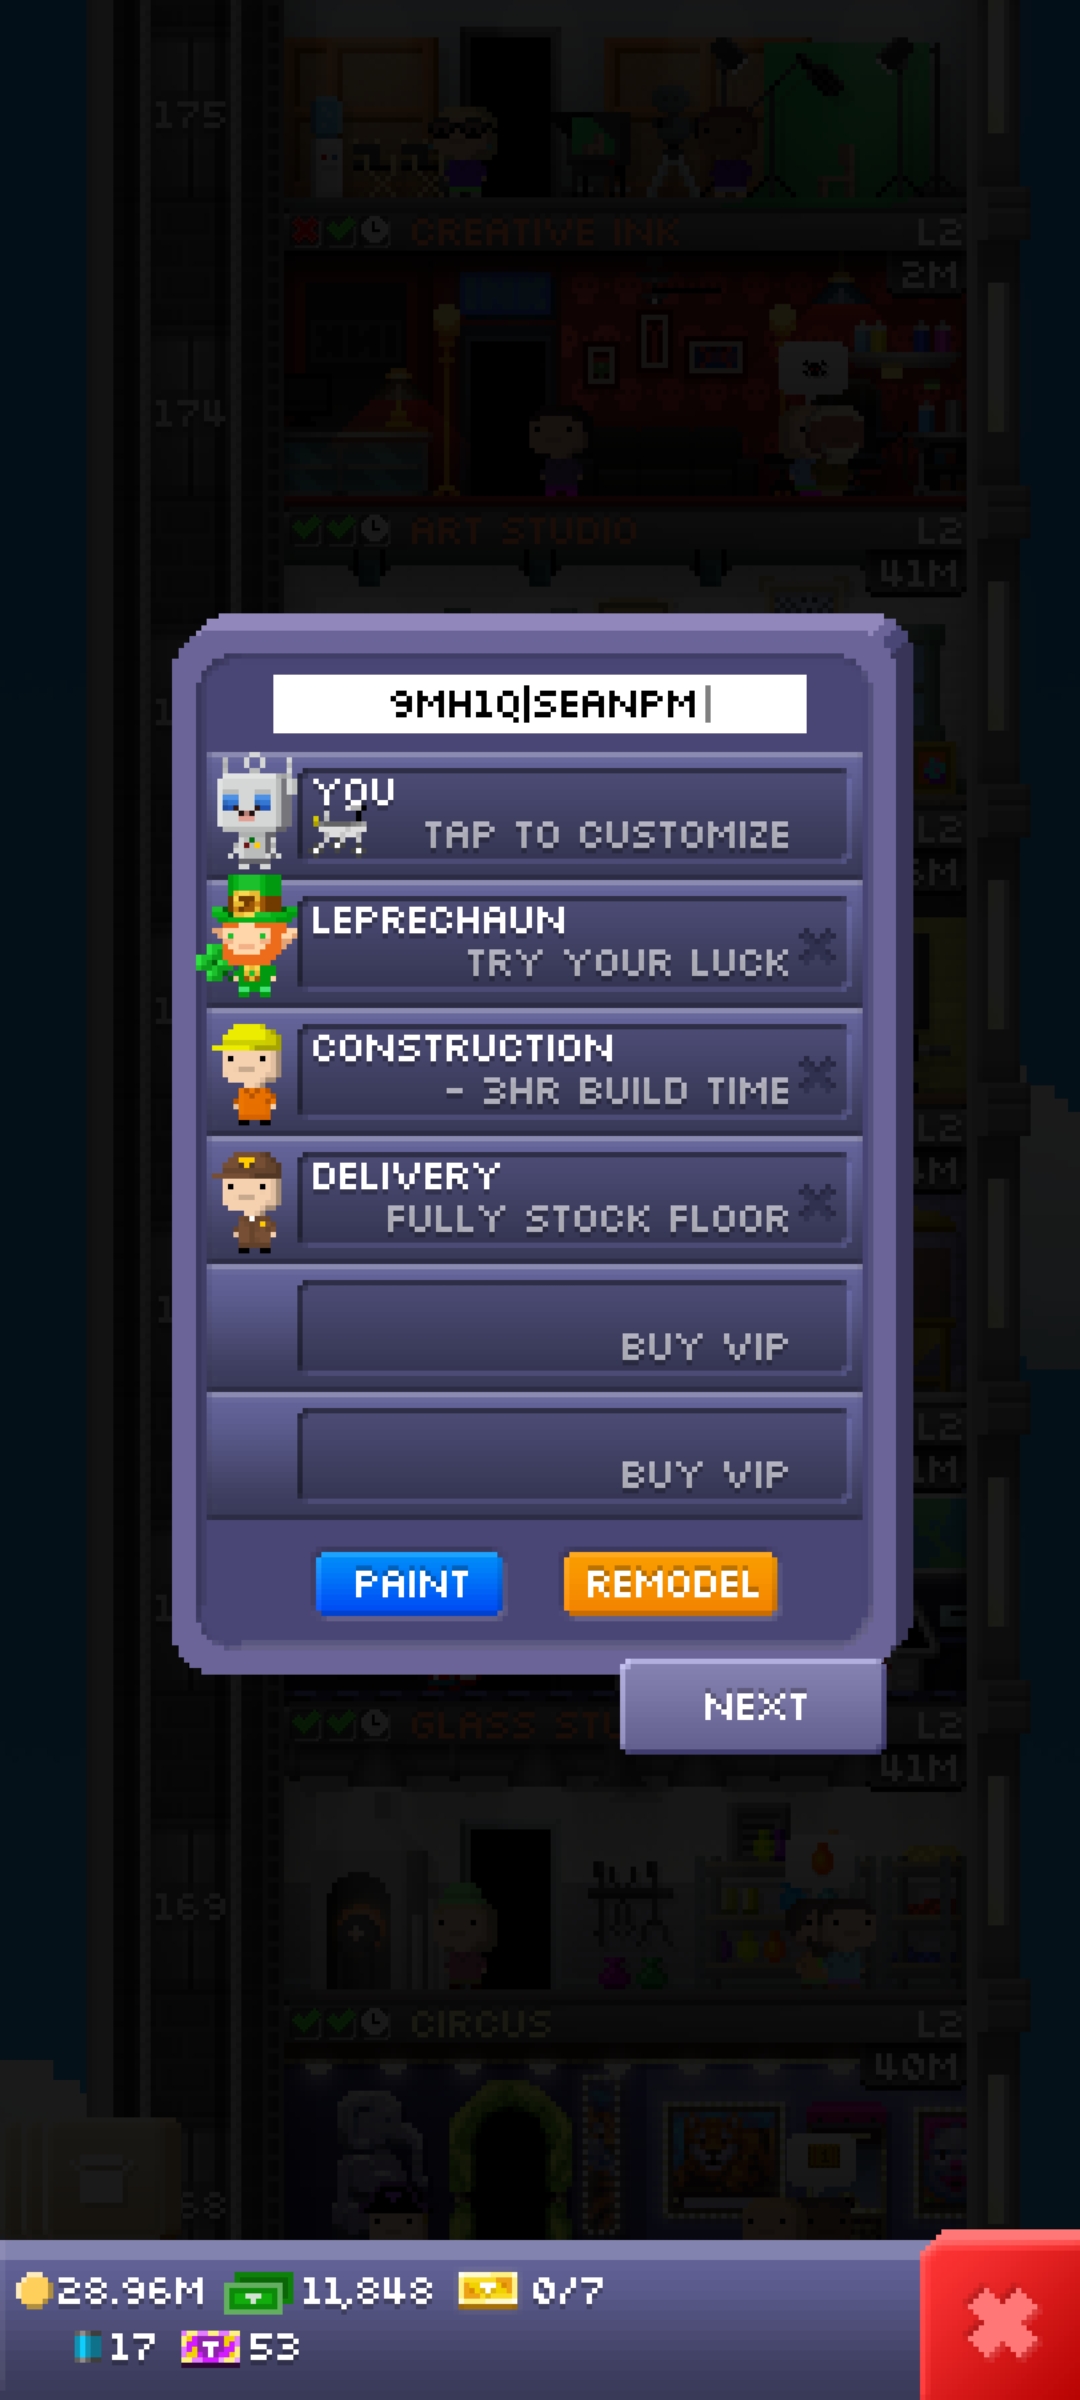 175
CREATIVE INK L2
2M
INK
174
ART STUDIO L2
41M
9MH1Q|SEANPM
YOU
TAP TO CUSTOMIZE
LEPRECHAUN
TRY YOUR LUCK
CONSTRUCTION
- 3HR BUILD TIME
DELIVERY
FULLY STOCK FLOOR
BUY VIP
BUY VIP
PAINT REMODEL
NEXT
GLASS STU L2
41M
169
CIRCUS L2
40M
28.96M 11,848 0/7
17 53